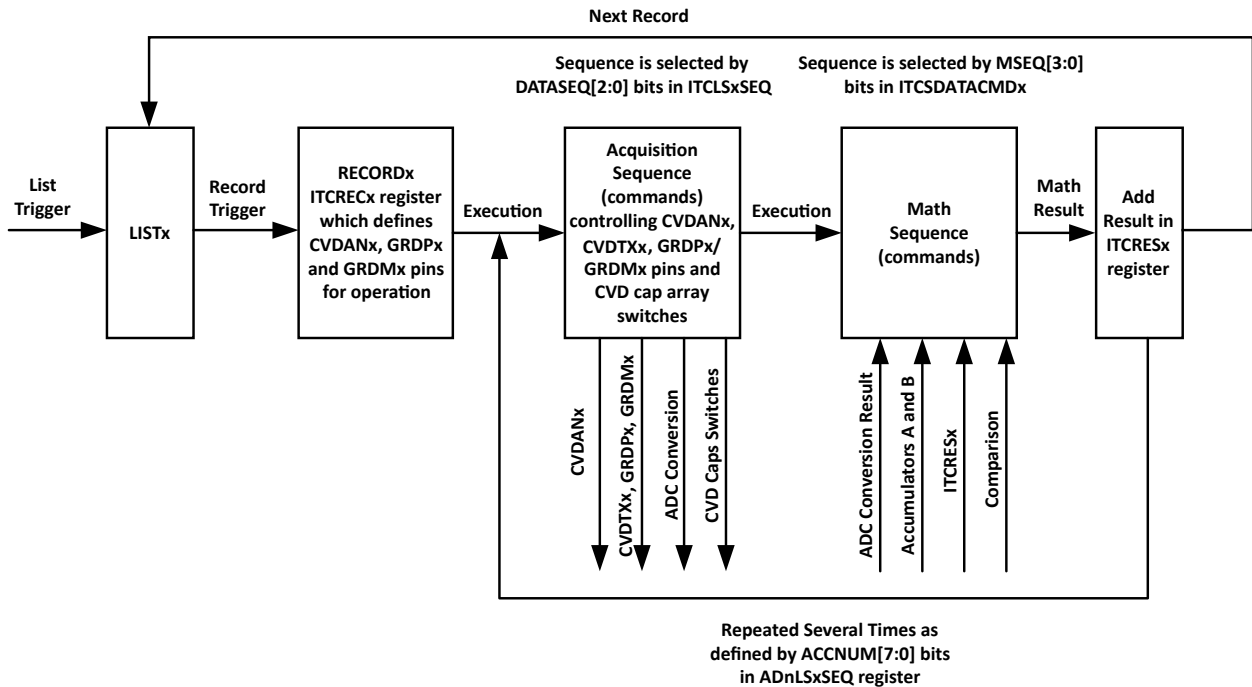 Next Record
Sequence is selected by
DATASEQ[2:0] bits in ITCLSxSEQ
Sequence is selected by MSEQ[3:0]
bits in ITCSDATACMDx
List
Trigger
LISTx
Record
Trigger
RECORDx
ITCRECx register
which defines
CVDANx, GRDPx
and GRDMx pins
for operation
Execution
Acquisition
Sequence
(commands)
controlling CVDANx,
CVDTXx, GRDPx/
GRDMx pins and
CVD cap array
switches
Execution
Math
Sequence
(commands)
Math
Result
Add
Result in
ITCRESx
register
CVDANx
CVDTXx, GRDPx, GRDMx
ADC Conversion
CVD Caps Switches
ADC Conversion Result
Accumulators A and B
ITCRESx
Comparison
Repeated Several Times as
defined by ACCNUM[7:0] bits
in ADnLSxSEQ register